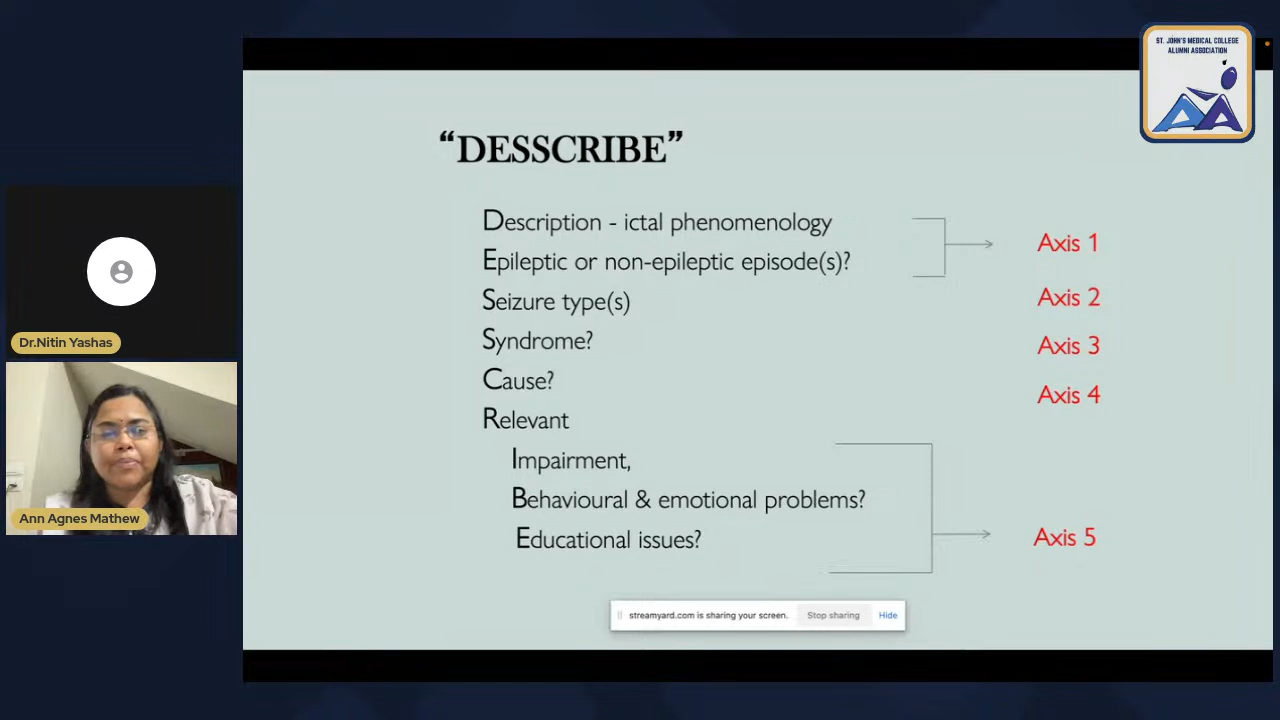 ST. JOHN'S MEDICAL COLLEGE
ALUMNI ASSOCIATION
“DESSCRIBE”
Description - ictal phenomenology
Epileptic or non-epileptic episode(s)?
Seizure type(s)
Syndrome?
Cause?
Relevant
Impairment,
Behavioural & emotional problems?
Educational issues?
Axis 1
Axis 2
Axis 3
Axis 4
Axis 5
Dr.Nitin Yashas
Ann Agnes Mathew
streamyard.com is sharing your screen. Stop sharing Hide